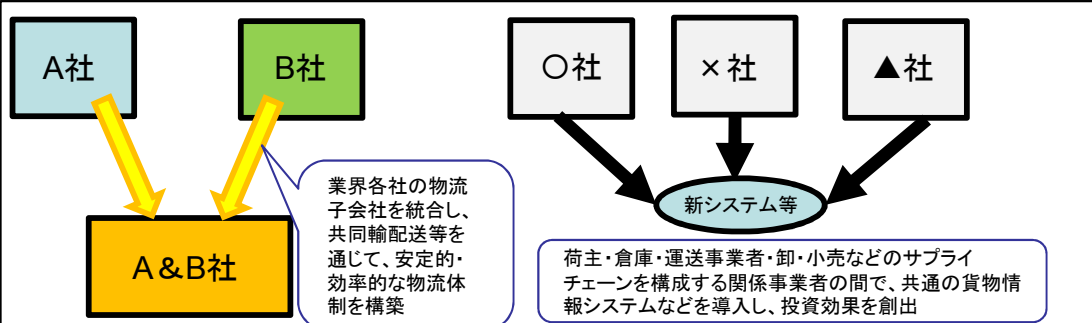 A社
B社
業界各社の物流
子会社を統合し、
共同輸配送等を
通じて、安定的・
効率的な物流体
制を構築
A&B社
〇社
×社
▲社
新システム等
荷主・倉庫・運送事業者・卸・小売などのサプライ
チェーンを構成する関係事業者の間で、共通の貨物情
報システムなどを導入し、投資効果を創出